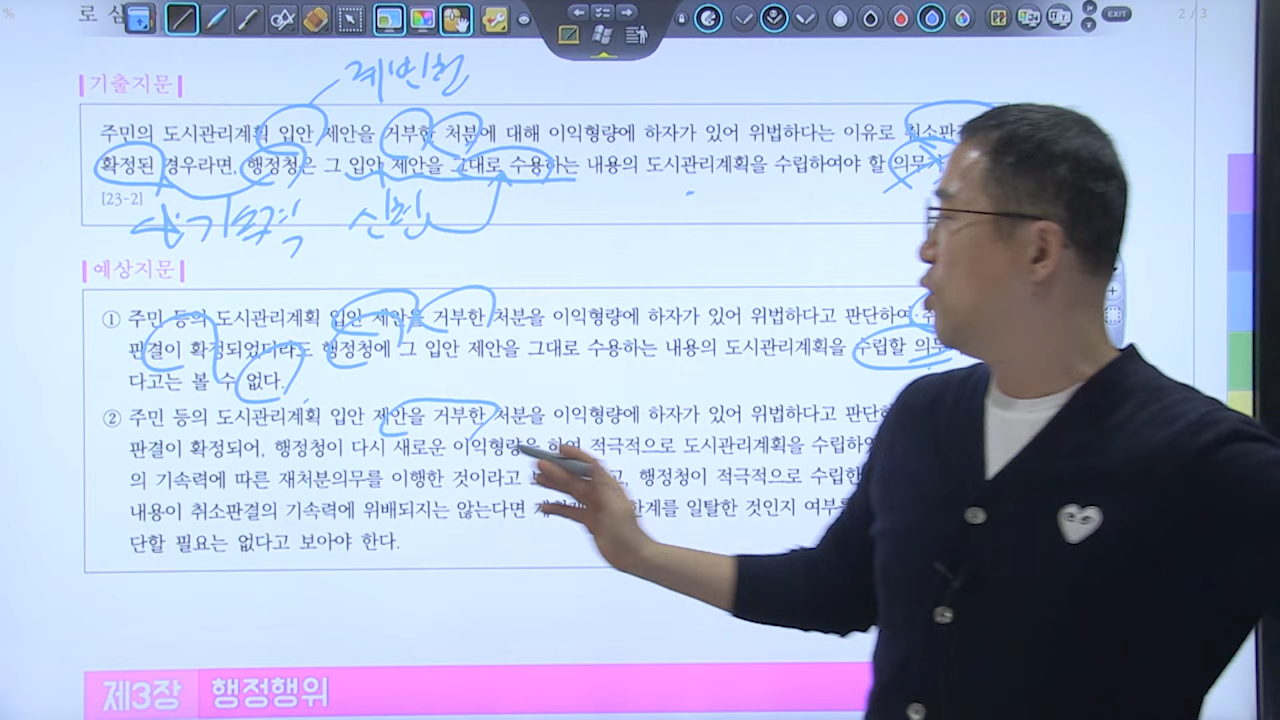 %
로 심
2 / 3
EXIT
계변신
기출지문
주민의 도시관리계획 입안 제안을 거부한 처분에 대해 이익형량에 하자가 있어 위법하다는 이유로 취소판
확정된 경우라면, 행정청은 그 입안 제안을 그대로 수용하는 내용의 도시관리계획을 수립하여야 할 의무가
[23-2]
신뢰
예상지문
① 주민 등의 도시관리계획 입안 제안을 거부한 처분을 이익형량에 하자가 있어 위법하다고 판단하여
판결이 확정되었더라도 행정청에 그 입안 제안을 그대로 수용하는 내용의 도시관리계획을 수립할 의무
다고는 볼 수 없다.
② 주민 등의 도시관리계획 입안 제안을 거부한 처분을 이익형량에 하자가 있어 위법하다고 판단
판결이 확정되어, 행정청이 다시 새로운 이익형량을 하여 적극적으로 도시관리계획을 수립하
의 기속력에 따른 재처분의무를 이행한 것이라고 고, 행정청이 적극적으로 수립한
내용이 취소판결의 기속력에 위배되지는 않는다면 한계를 일탈한 것인지 여부
단할 필요는 없다고 보아야 한다.
제3장 행정행위